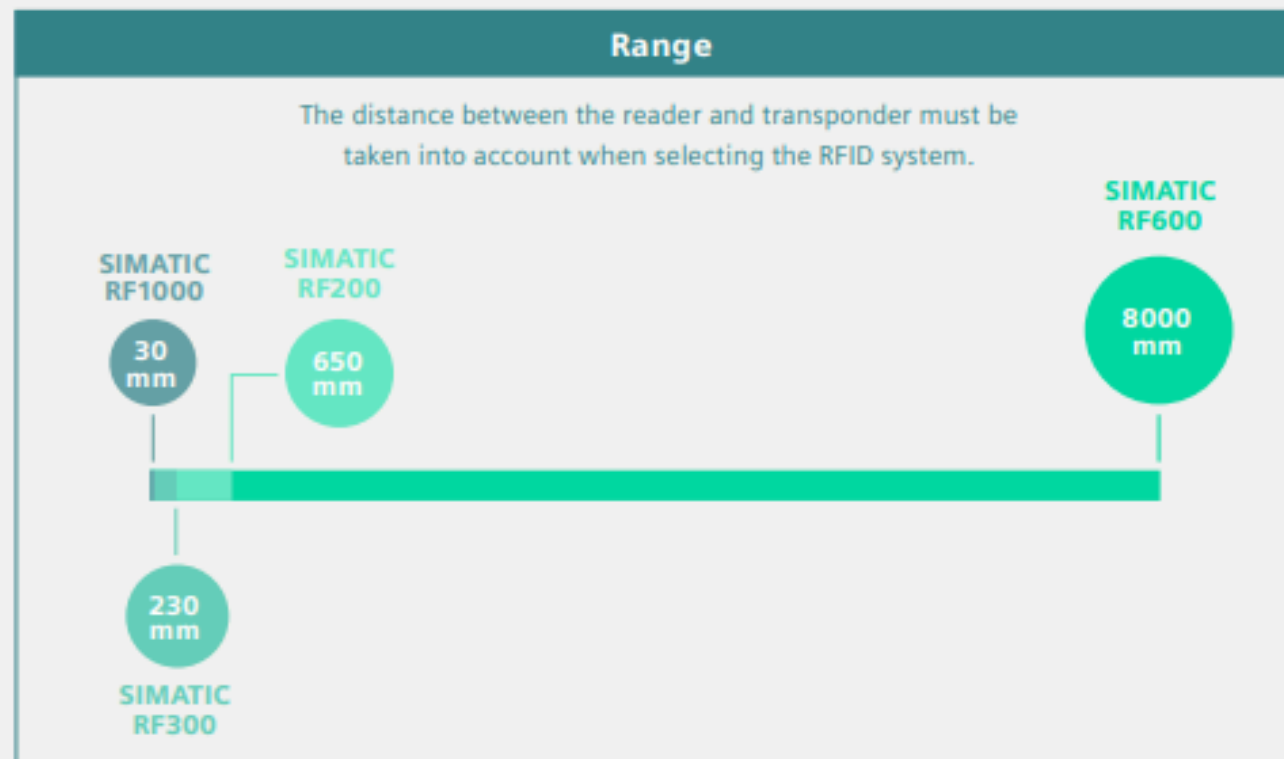 Range
The distance between the reader and transponder must be
taken into account when selecting the RFID system.
SIMATIC
RF600
SIMATIC
RF1000
SIMATIC
RF200
30
mm
650
mm
8000
mm
230
mm
SIMATIC
RF300